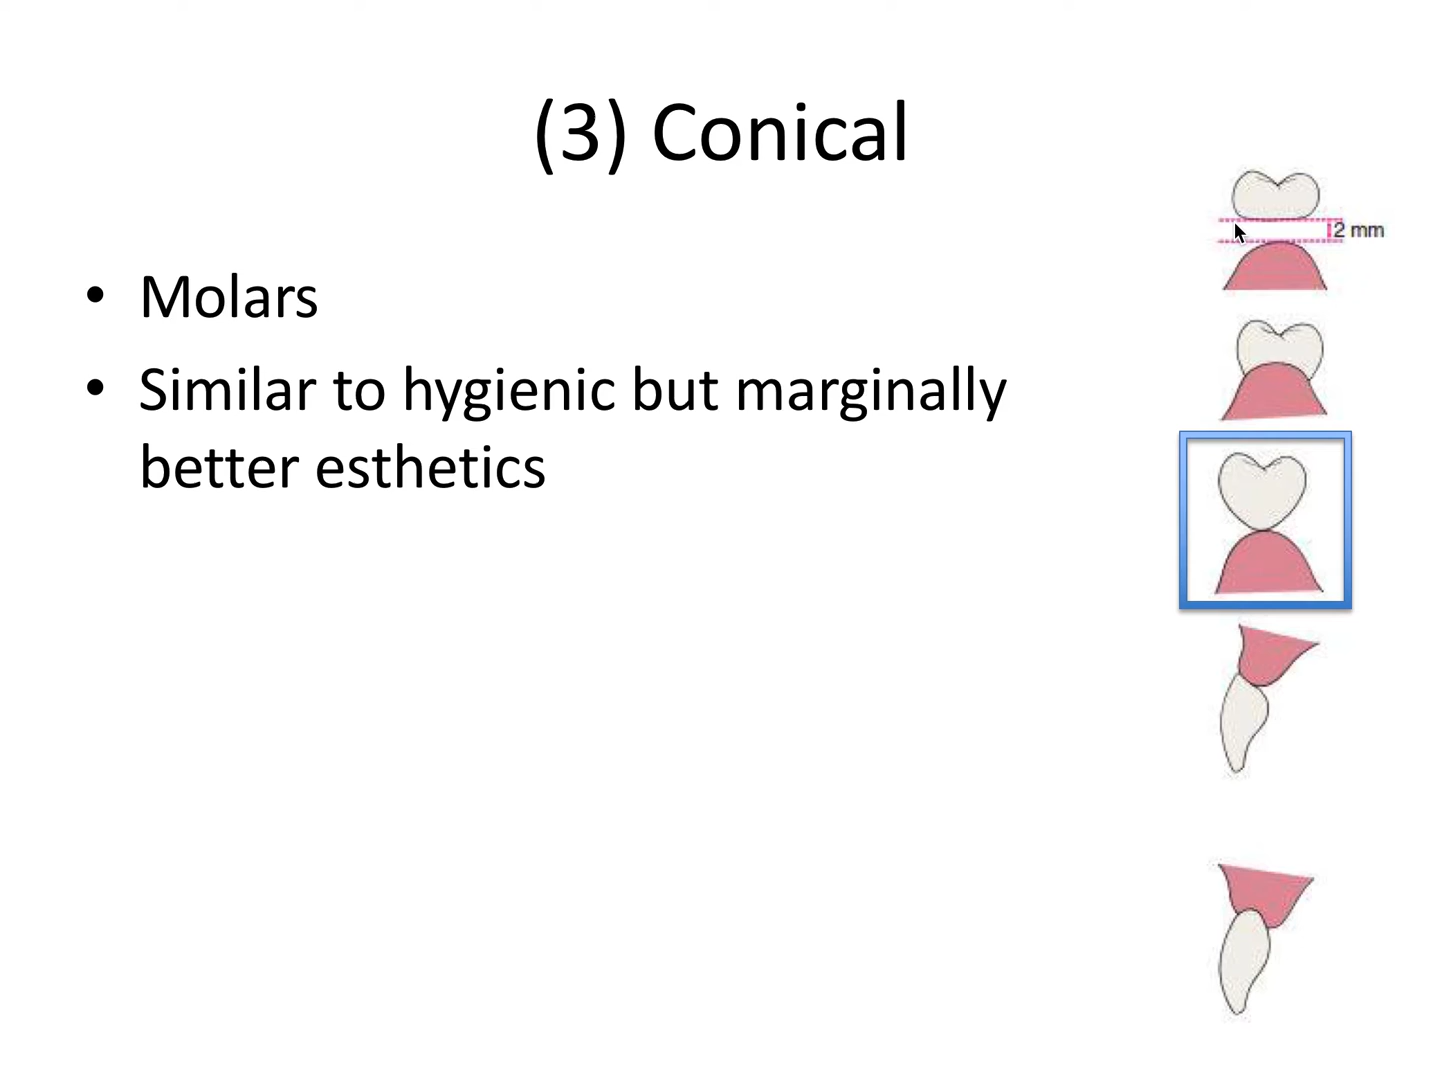 (3) Conical
2 mm
• Molars
• Similar to hygienic but marginally
better esthetics